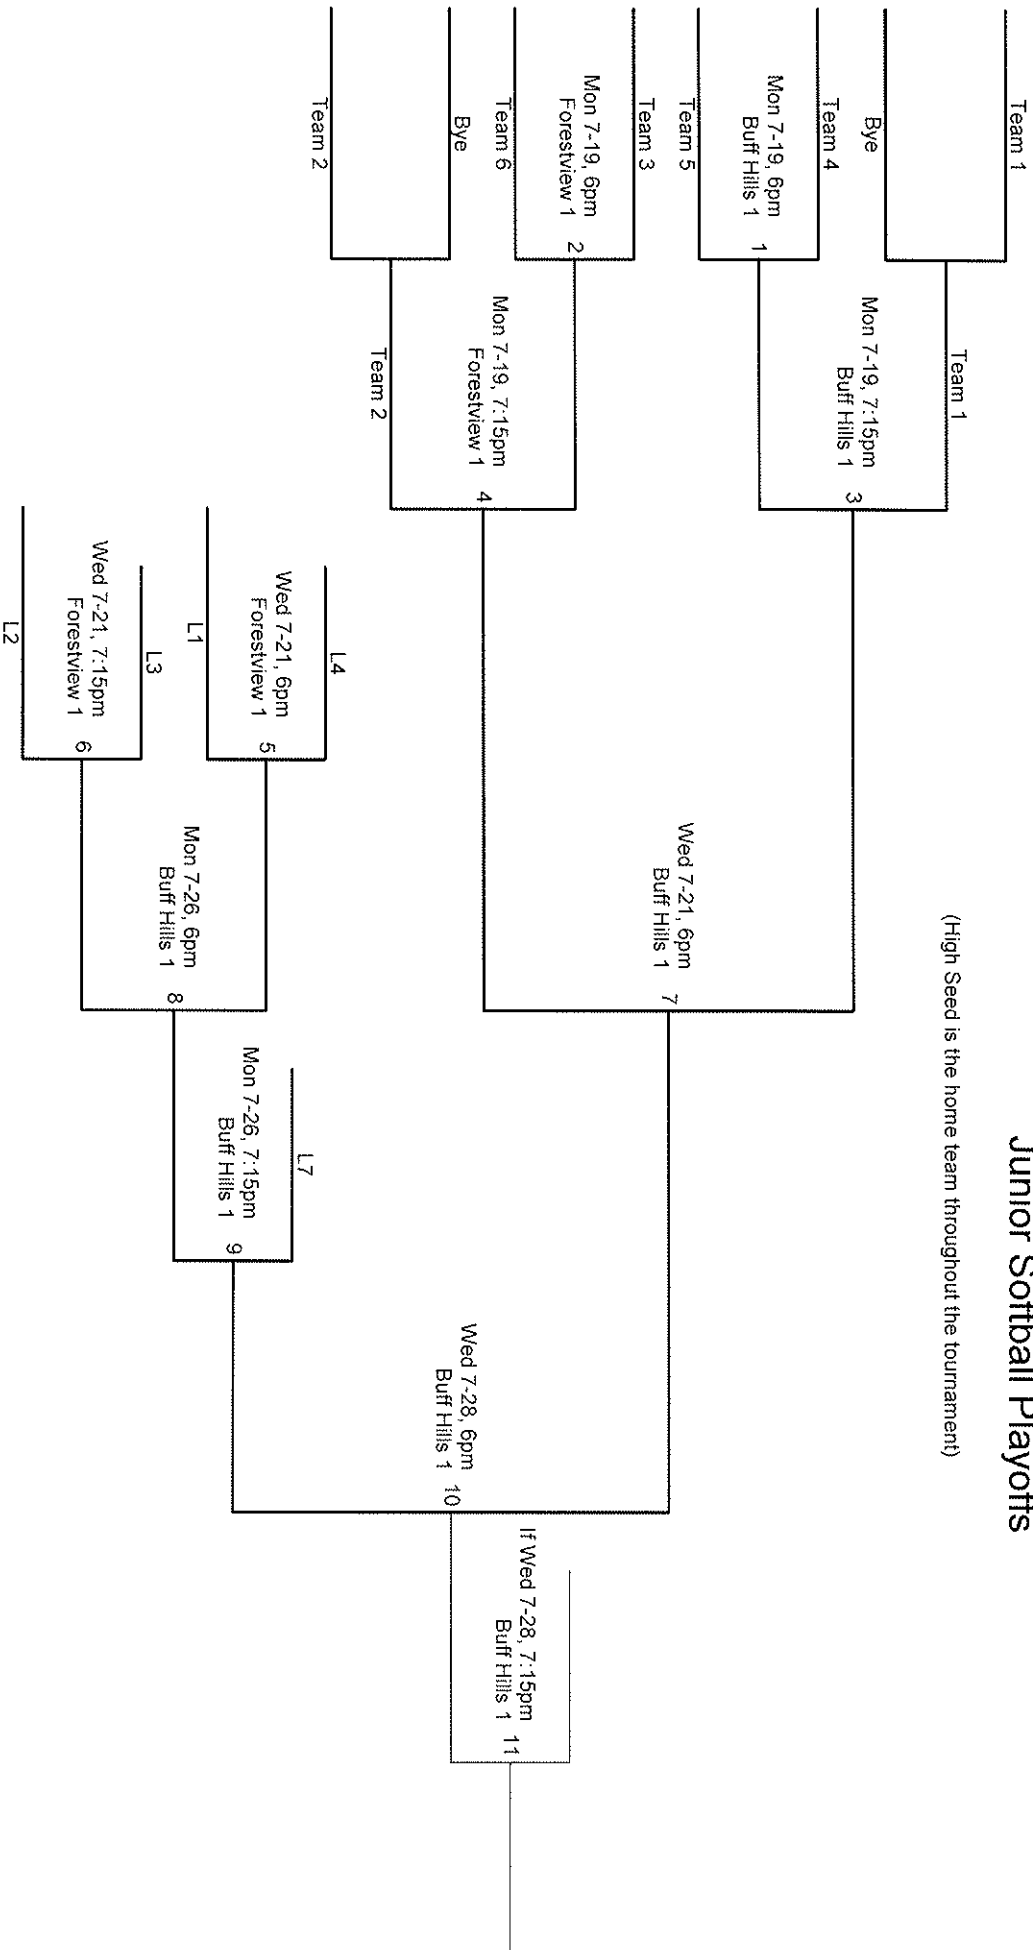 Junior Softball Playoffs
(High Seed is the home team throughout the tournament)
Team 1
Bye
Team 1
Mon 7-19, 7:15pm
Buff Hills 1
3
Team 4
Mon 7-19, 6pm
Buff Hills 1
1
Team 5
Wed 7-21, 6pm
Buff Hills 1
7
Team 3
Mon 7-19, 6pm
Forestview 1
2
Team 6
Mon 7-19, 7:15pm
Forestview 1
4
Bye
Team 2
Team 2
If Wed 7-28, 7:15pm
Buff Hills 1
11
Wed 7-28, 6pm
Buff Hills 1
10
L4
Wed 7-21, 6pm
Forestview 1
5
L1
L7
Mon 7-26, 7:15pm
Buff Hills 1
9
Mon 7-26, 6pm
Buff Hills 1
8
L3
Wed 7-21, 7:15pm
Forestview 1
6
L2